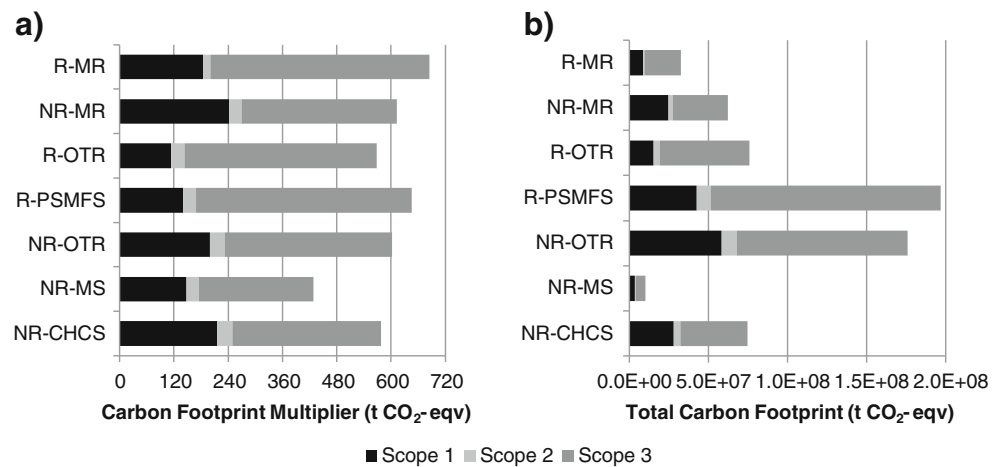 a)
R-MR
NR-MR
R-OTR
R-PSMFS
NR-OTR
NR-MS
NR-CHCS
0 120 240 360 480 600 720
Carbon Footprint Multiplier (t CO₂-eqv)
b)
R-MR
NR-MR
R-OTR
R-PSMFS
NR-OTR
NR-MS
NR-CHCS
0.0E+00 5.0E+07 1.0E+08 1.5E+08 2.0E+08
Total Carbon Footprint (t CO₂-eqv)
Scope 1 Scope 2 Scope 3